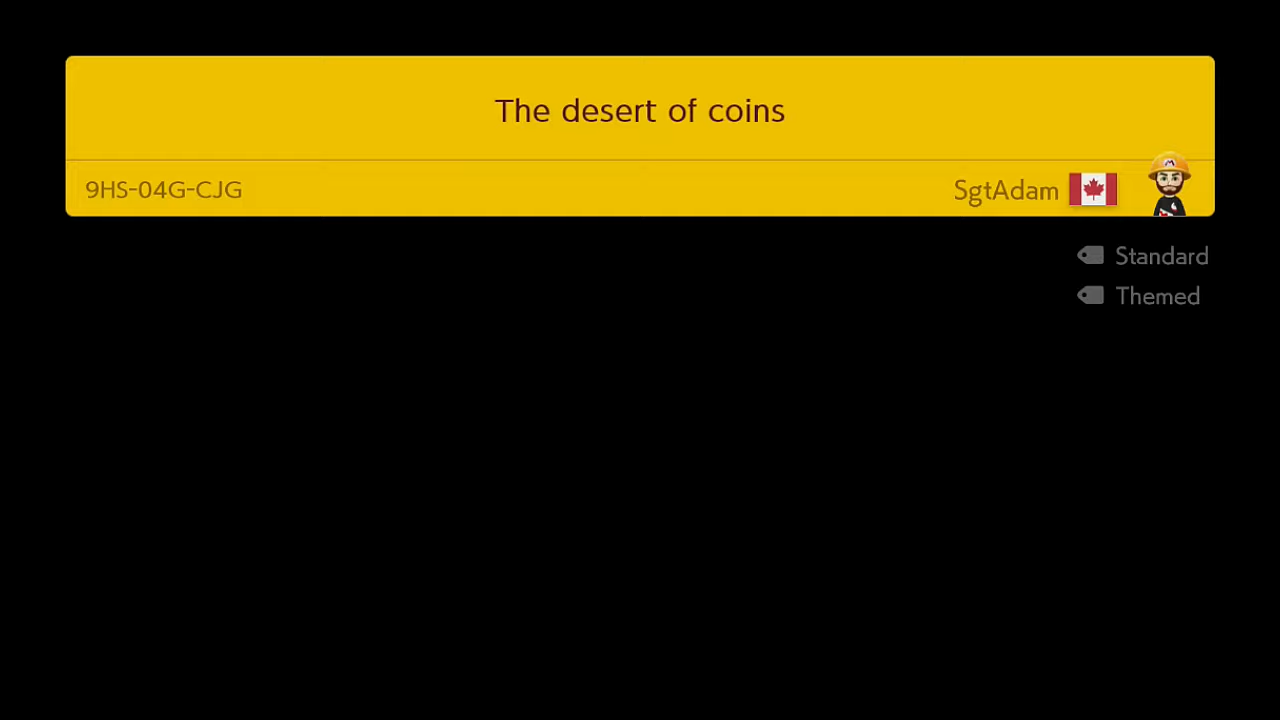 The desert of coins
9HS-04G-CJG
SgtAdam
Standard
Themed